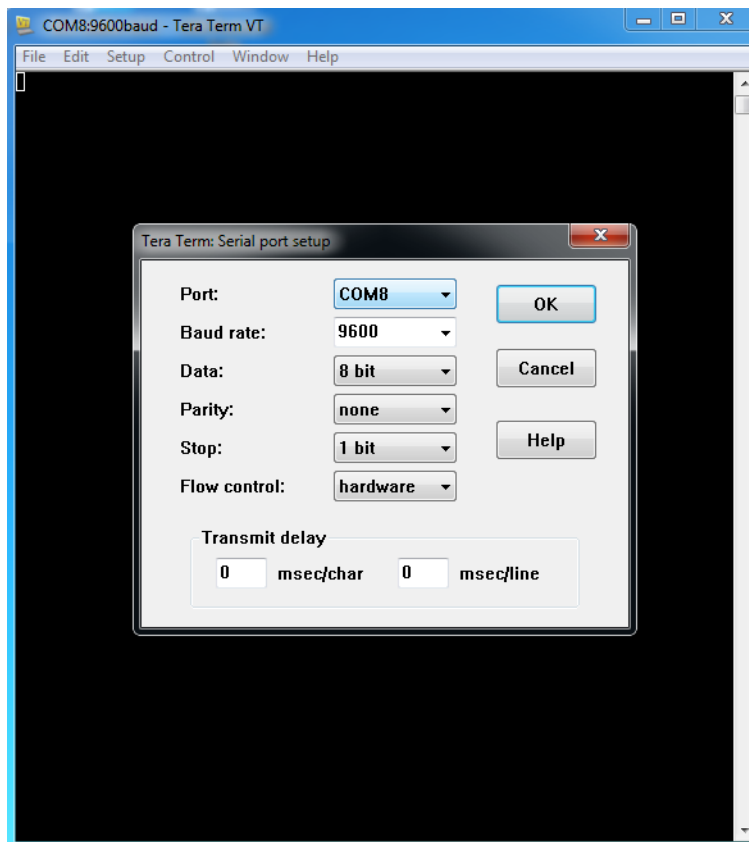 COM8:9600baud - Tera Term VT
File Edit Setup Control Window Help
Tera Term: Serial port setup
Port: COM8
OK
Baud rate: 9600
Data: 8 bit
Cancel
Parity: none
Stop: 1 bit
Help
Flow control: hardware
Transmit delay
0 msec/char 0 msec/line